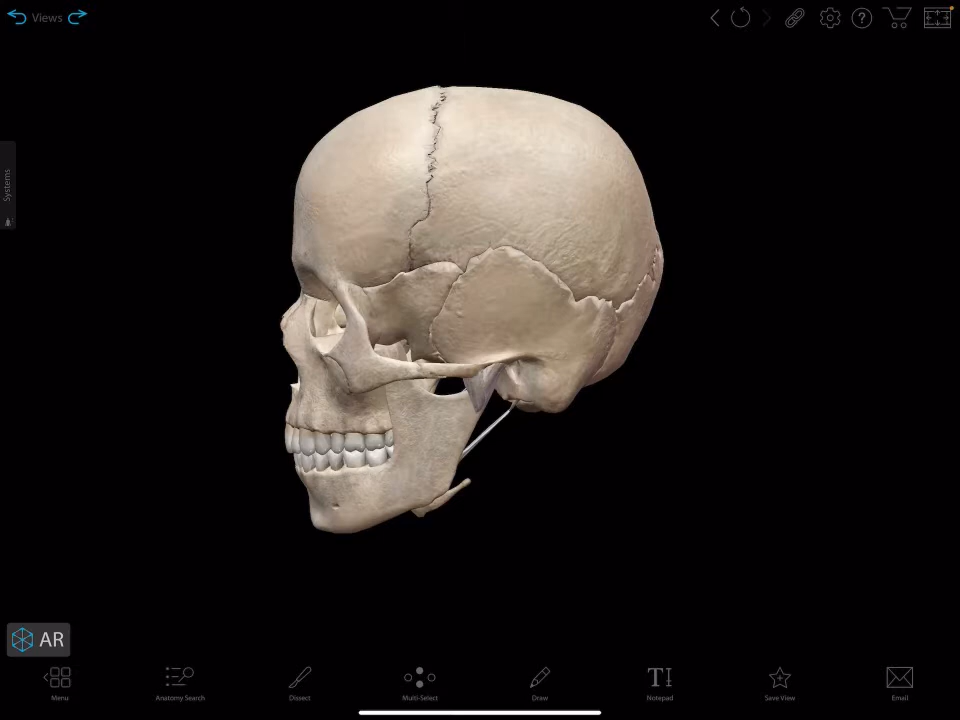 Views
Systems
AR
Menu
Anatomy Search
Dissect
Multi-Select
Draw
Notepad
Save View
Email